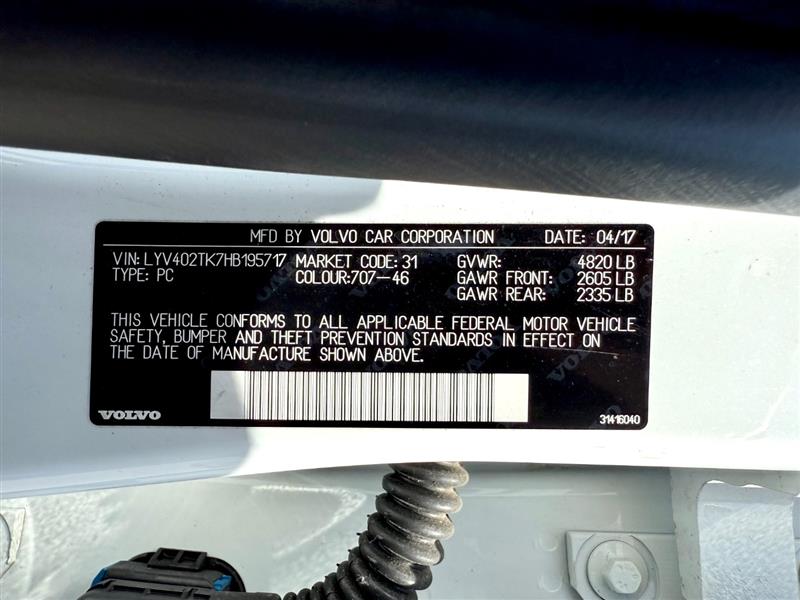 MFD BY VOLVO CAR CORPORATION DATE: 04/17
VIN: LYV402TK7HB195717 MARKET CODE: 31 GVWR: 4820 LB
TYPE: PC COLOUR:707-46 GAWR FRONT: 2605 LB
GAWR REAR: 2335 LB
THIS VEHICLE CONFORMS TO ALL APPLICABLE FEDERAL MOTOR VEHICLE
SAFETY, BUMPER AND THEFT PREVENTION STANDARDS IN EFFECT ON
THE DATE OF MANUFACTURE SHOWN ABOVE.
VOLVO 31416040